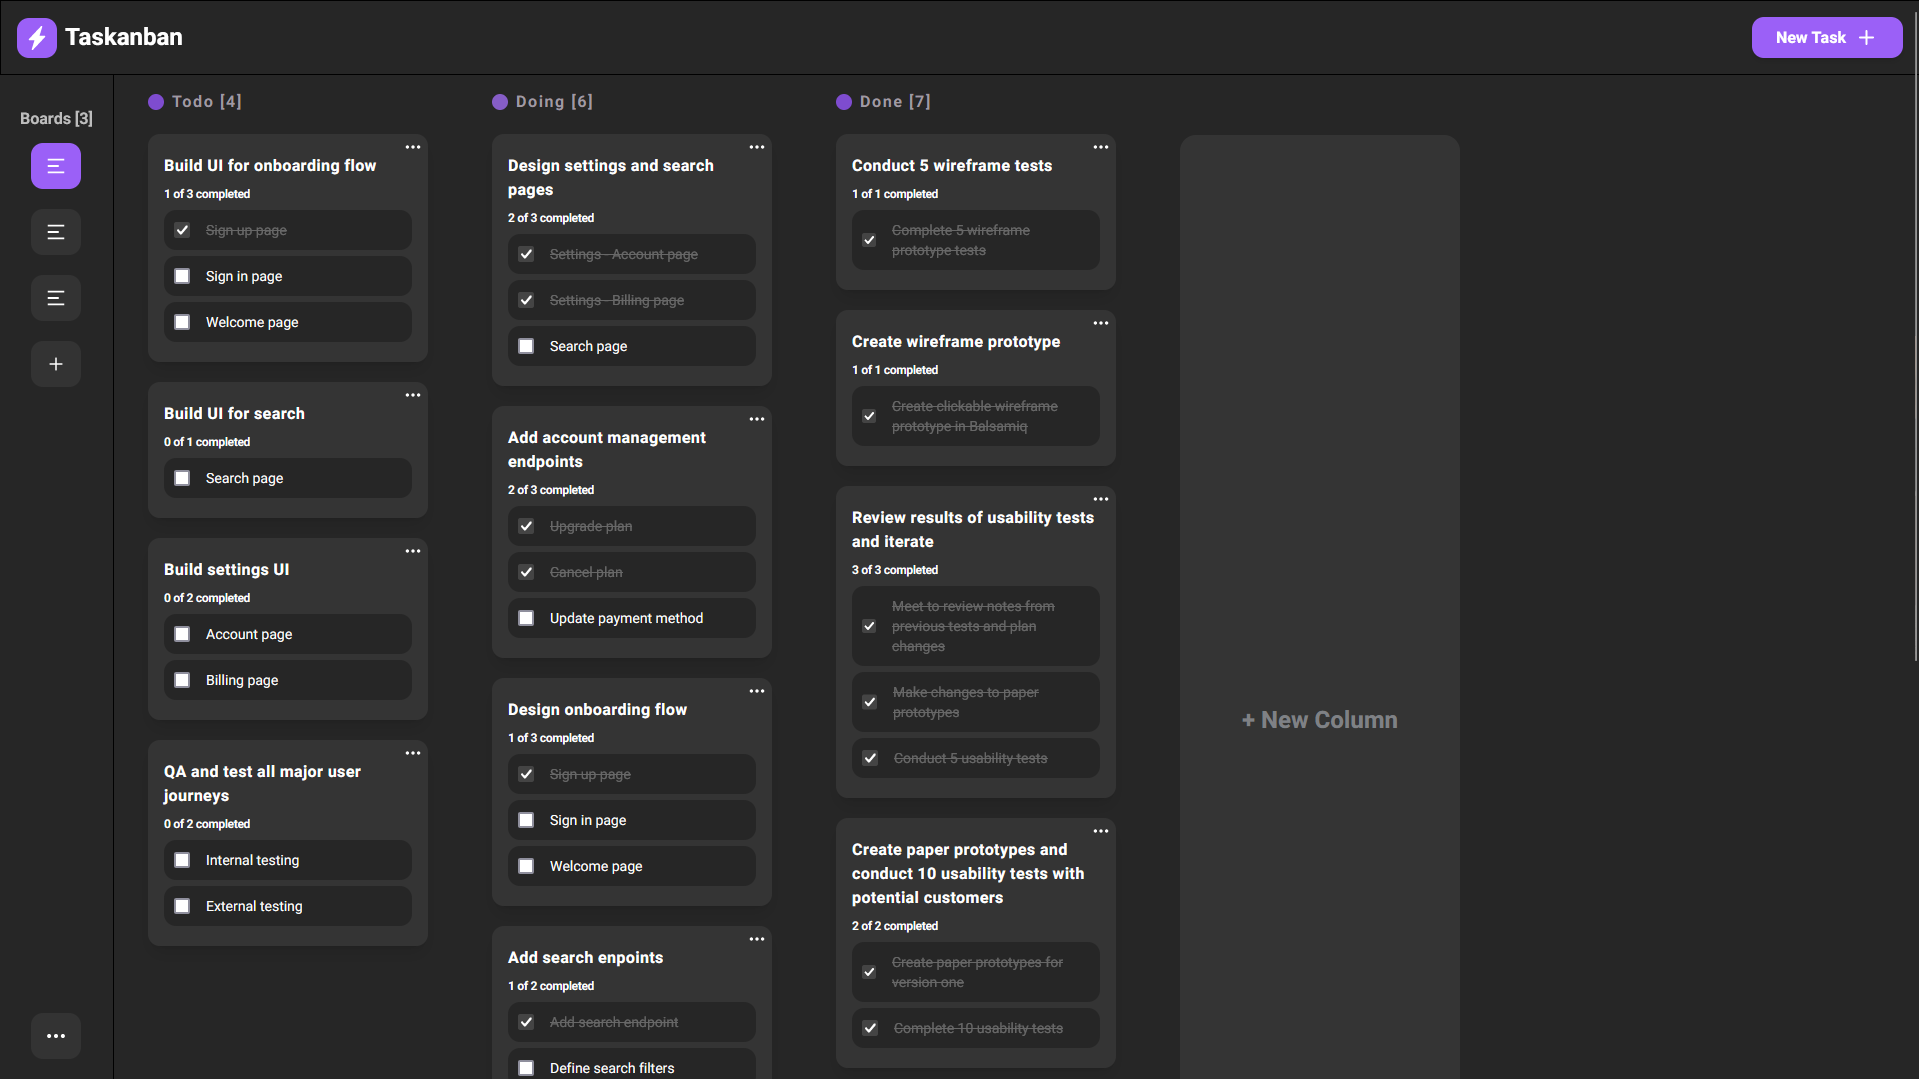 Taskanban
New Task
Boards [3]
Todo [4]
Build UI for onboarding flow
1 of 3 completed
Sign up page
Sign in page
Welcome page
Build UI for search
0 of 1 completed
Search page
Build settings UI
0 of 2 completed
Account page
Billing page
QA and test all major user
journeys
0 of 2 completed
Internal testing
External testing
Doing [6]
Design settings and search
pages
2 of 3 completed
Settings - Account page
Settings - Billing page
Search page
Add account management
endpoints
2 of 3 completed
Upgrade plan
Cancel plan
Update payment method
Design onboarding flow
1 of 3 completed
Sign up page
Sign in page
Welcome page
Add search enpoints
1 of 2 completed
Add search endpoint
Define search filters
Done [7]
Conduct 5 wireframe tests
1 of 1 completed
Complete 5 wireframe
prototype tests
Create wireframe prototype
1 of 1 completed
Create clickable wireframe
prototype in Balsamiq
Review results of usability tests
and iterate
3 of 3 completed
Meet to review notes from
previous tests and plan
changes
Make changes to paper
prototypes
Conduct 5 usability tests
Create paper prototypes and
conduct 10 usability tests with
potential customers
2 of 2 completed
Create paper prototypes for
version one
Complete 10 usability tests
+ New Column